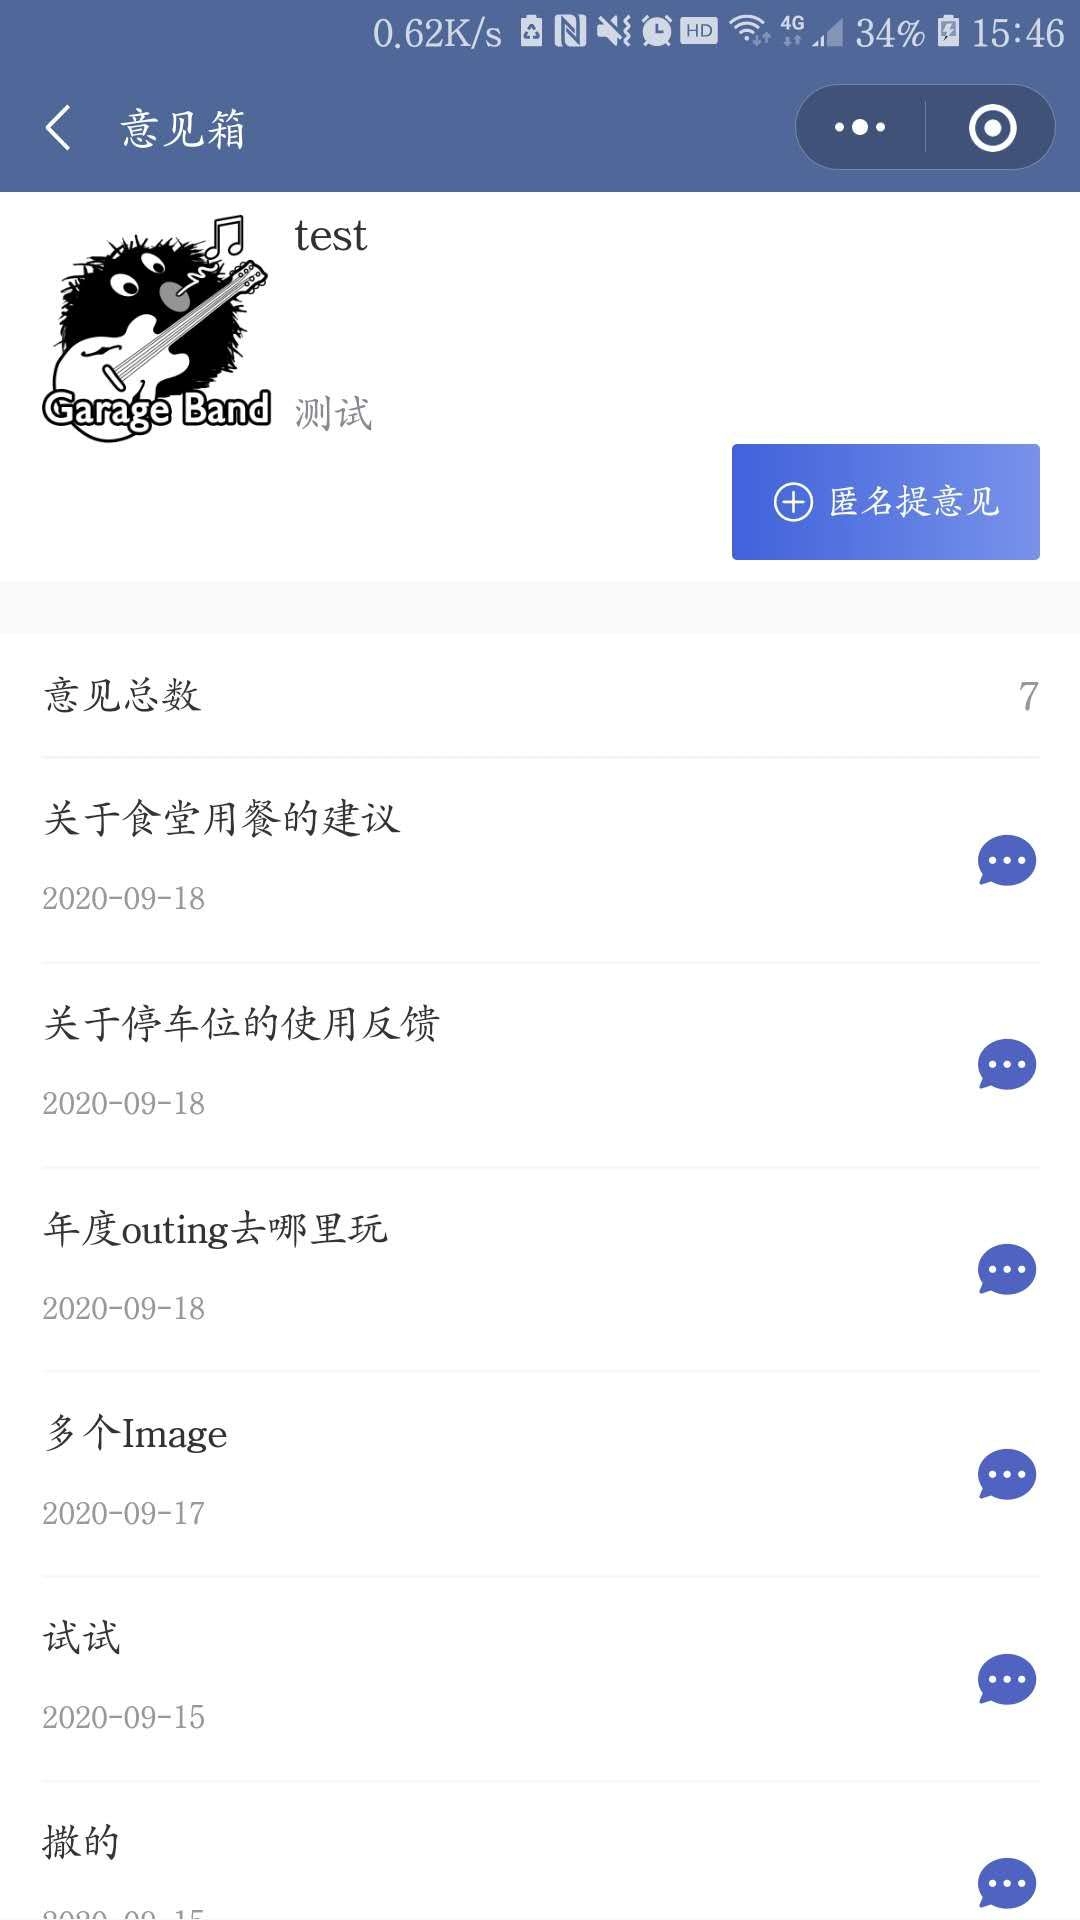 0.62K/s HD 4G 34% 15:46
意见箱
test
Garage Band
测试
匿名提意见
意见总数 7
关于食堂用餐的建议
2020-09-18
关于停车位的使用反馈
2020-09-18
年度outing去哪里玩
2020-09-18
多个Image
2020-09-17
试试
2020-09-15
撒的
2020-09-15